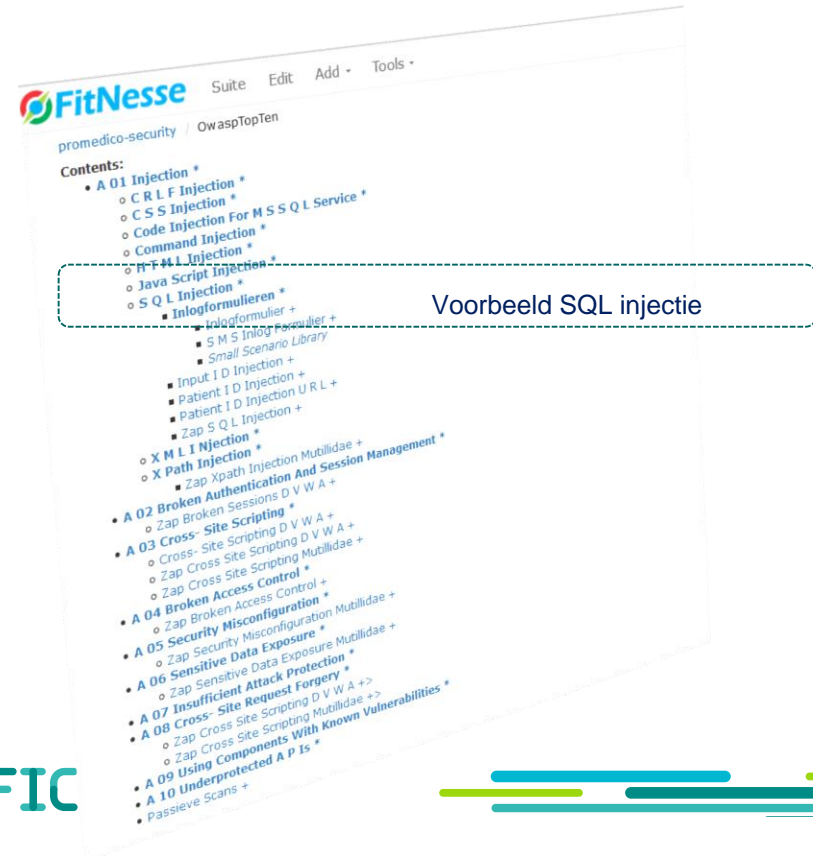 FitNesse Suite Edit Add Tools
promedico-security / OwaspTopTen
Contents:
• A 01 Injection *
o C R L F Injection *
o C S S Injection *
o Code Injection For M S S Q L Service *
o Command Injection *
o H T M L Injection *
o Java Script Injection *
o S Q L Injection *
▪ Inlogformulieren *
Voorbeeld SQL injectie
▪ Inlogformulier +
▪ S M S Inlog Formulier +
▪ Small Scenario Library
▪ Input I D Injection +
▪ Patient I D Injection +
▪ Patient I D Injection U R L +
▪ Zap S Q L Injection +
o X M L I Njection *
o X Path Injection *
▪ Zap Xpath Injection Mutillidae +
• A 02 Broken Authentication And Session Management *
o Zap Broken Sessions D V W A +
• A 03 Cross- Site Scripting *
o Cross- Site Scripting D V W A +
o Zap Cross Site Scripting D V W A +
o Zap Cross Site Scripting Mutillidae +
• A 04 Broken Access Control *
o Zap Broken Access Control +
• A 05 Security Misconfiguration *
o Zap Security Misconfiguration Mutillidae +
• A 06 Sensitive Data Exposure *
o Zap Sensitive Data Exposure Mutillidae +
• A 07 Insufficient Attack Protection *
• A 08 Cross- Site Request Forgery *
o Zap Cross Site Scripting D V W A +>
o Zap Cross Site Scripting Mutillidae +>
• A 09 Using Components With Known Vulnerabilities *
• A 10 Underprotected A P Is *
• Passieve Scans +